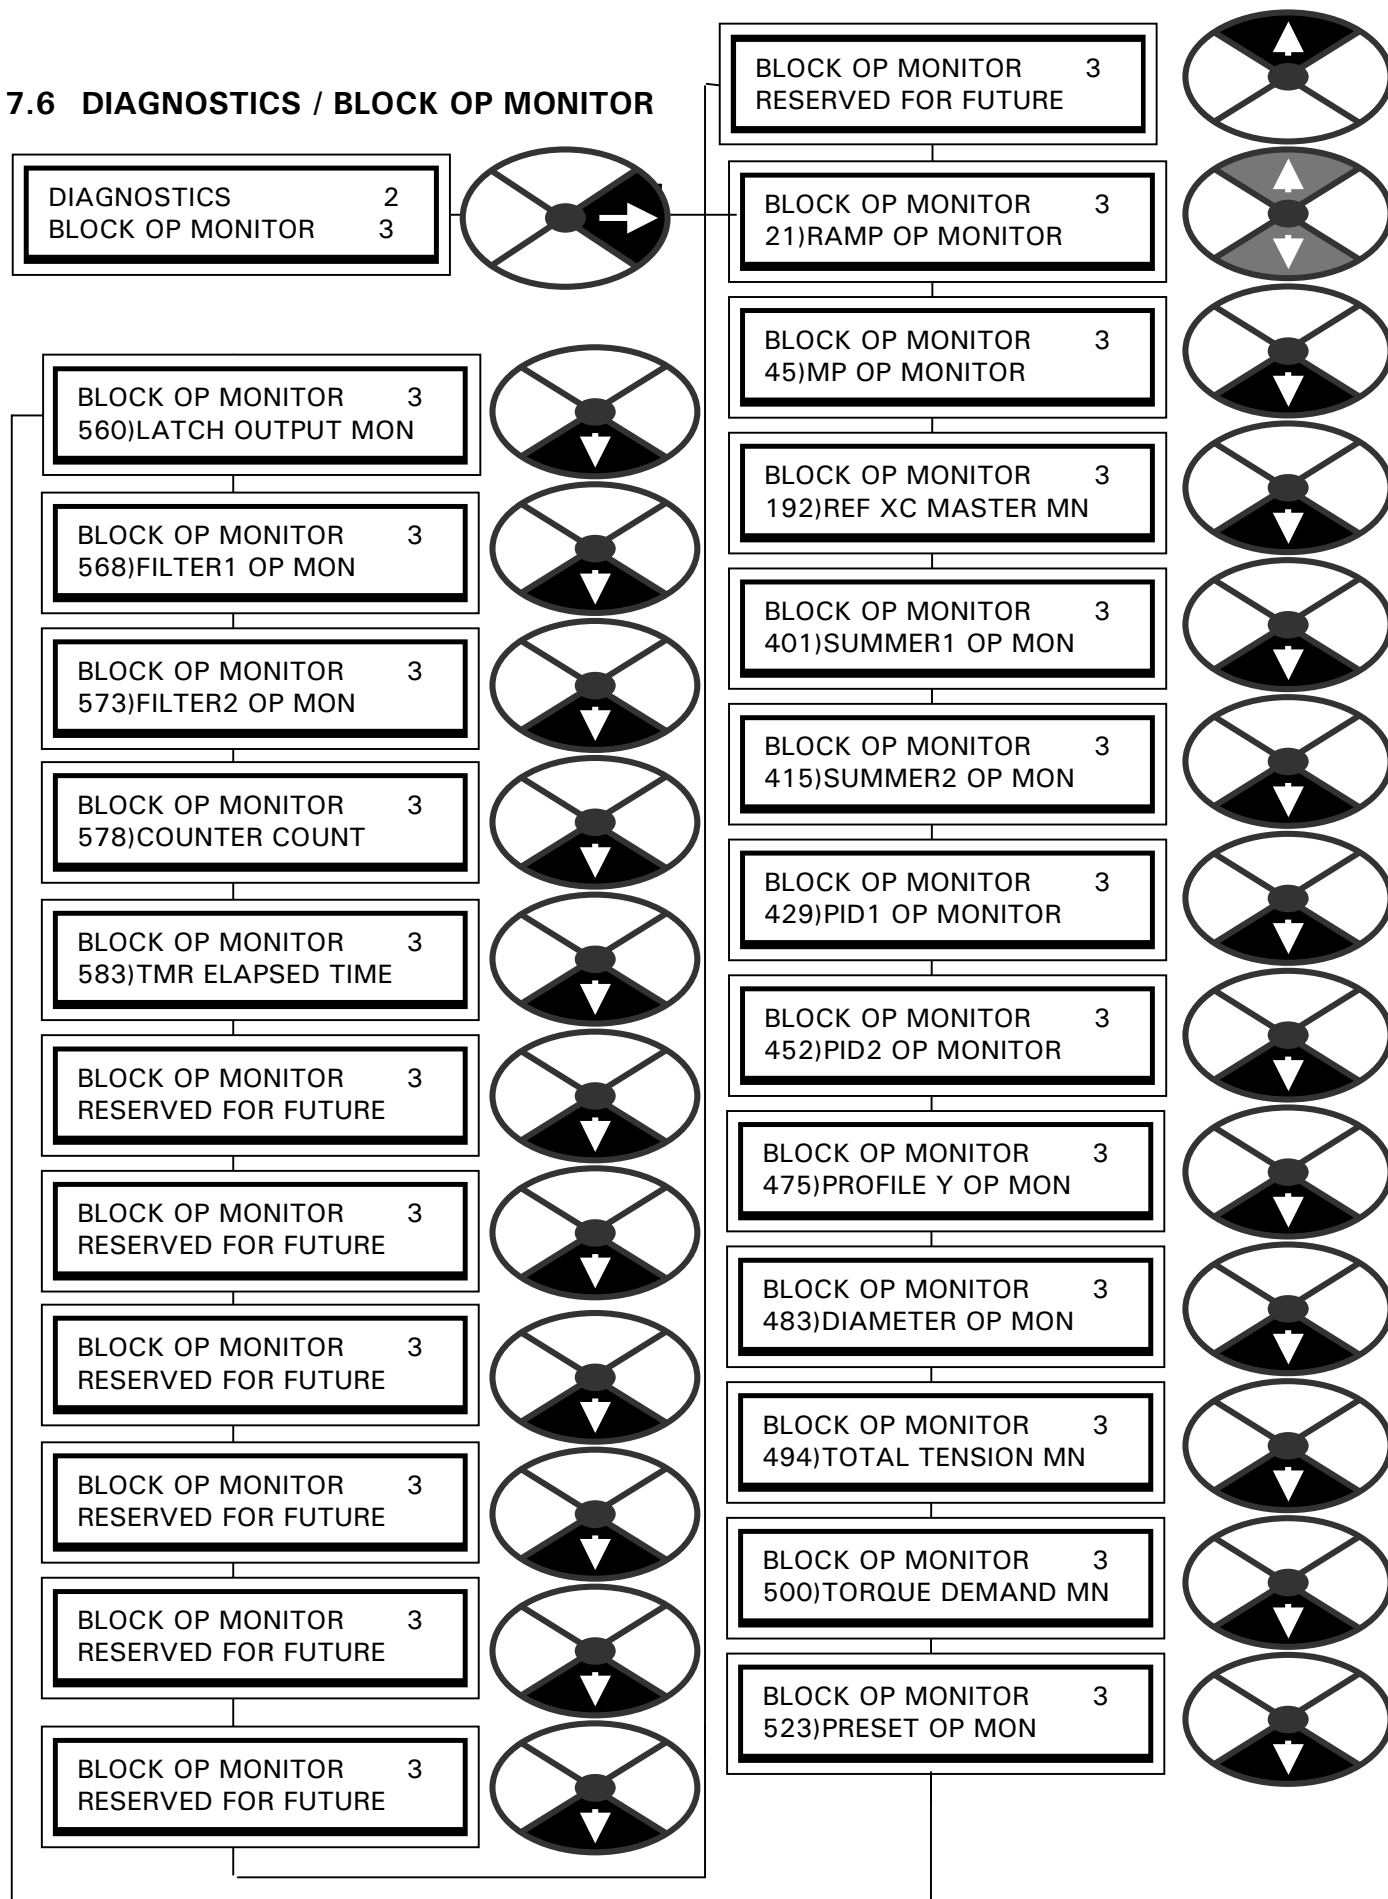 7.6 DIAGNOSTICS / BLOCK OP MONITOR
DIAGNOSTICS 2
BLOCK OP MONITOR 3
BLOCK OP MONITOR 3
RESERVED FOR FUTURE
BLOCK OP MONITOR 3
21)RAMP OP MONITOR
BLOCK OP MONITOR 3
45)MP OP MONITOR
BLOCK OP MONITOR 3
192)REF XC MASTER MN
BLOCK OP MONITOR 3
401)SUMMER1 OP MON
BLOCK OP MONITOR 3
415)SUMMER2 OP MON
BLOCK OP MONITOR 3
429)PID1 OP MONITOR
BLOCK OP MONITOR 3
452)PID2 OP MONITOR
BLOCK OP MONITOR 3
475)PROFILE Y OP MON
BLOCK OP MONITOR 3
483)DIAMETER OP MON
BLOCK OP MONITOR 3
494)TOTAL TENSION MN
BLOCK OP MONITOR 3
500)TORQUE DEMAND MN
BLOCK OP MONITOR 3
523)PRESET OP MON
BLOCK OP MONITOR 3
560)LATCH OUTPUT MON
BLOCK OP MONITOR 3
568)FILTER1 OP MON
BLOCK OP MONITOR 3
573)FILTER2 OP MON
BLOCK OP MONITOR 3
578)COUNTER COUNT
BLOCK OP MONITOR 3
583)TMR ELAPSED TIME
BLOCK OP MONITOR 3
RESERVED FOR FUTURE
BLOCK OP MONITOR 3
RESERVED FOR FUTURE
BLOCK OP MONITOR 3
RESERVED FOR FUTURE
BLOCK OP MONITOR 3
RESERVED FOR FUTURE
BLOCK OP MONITOR 3
RESERVED FOR FUTURE
BLOCK OP MONITOR 3
RESERVED FOR FUTURE